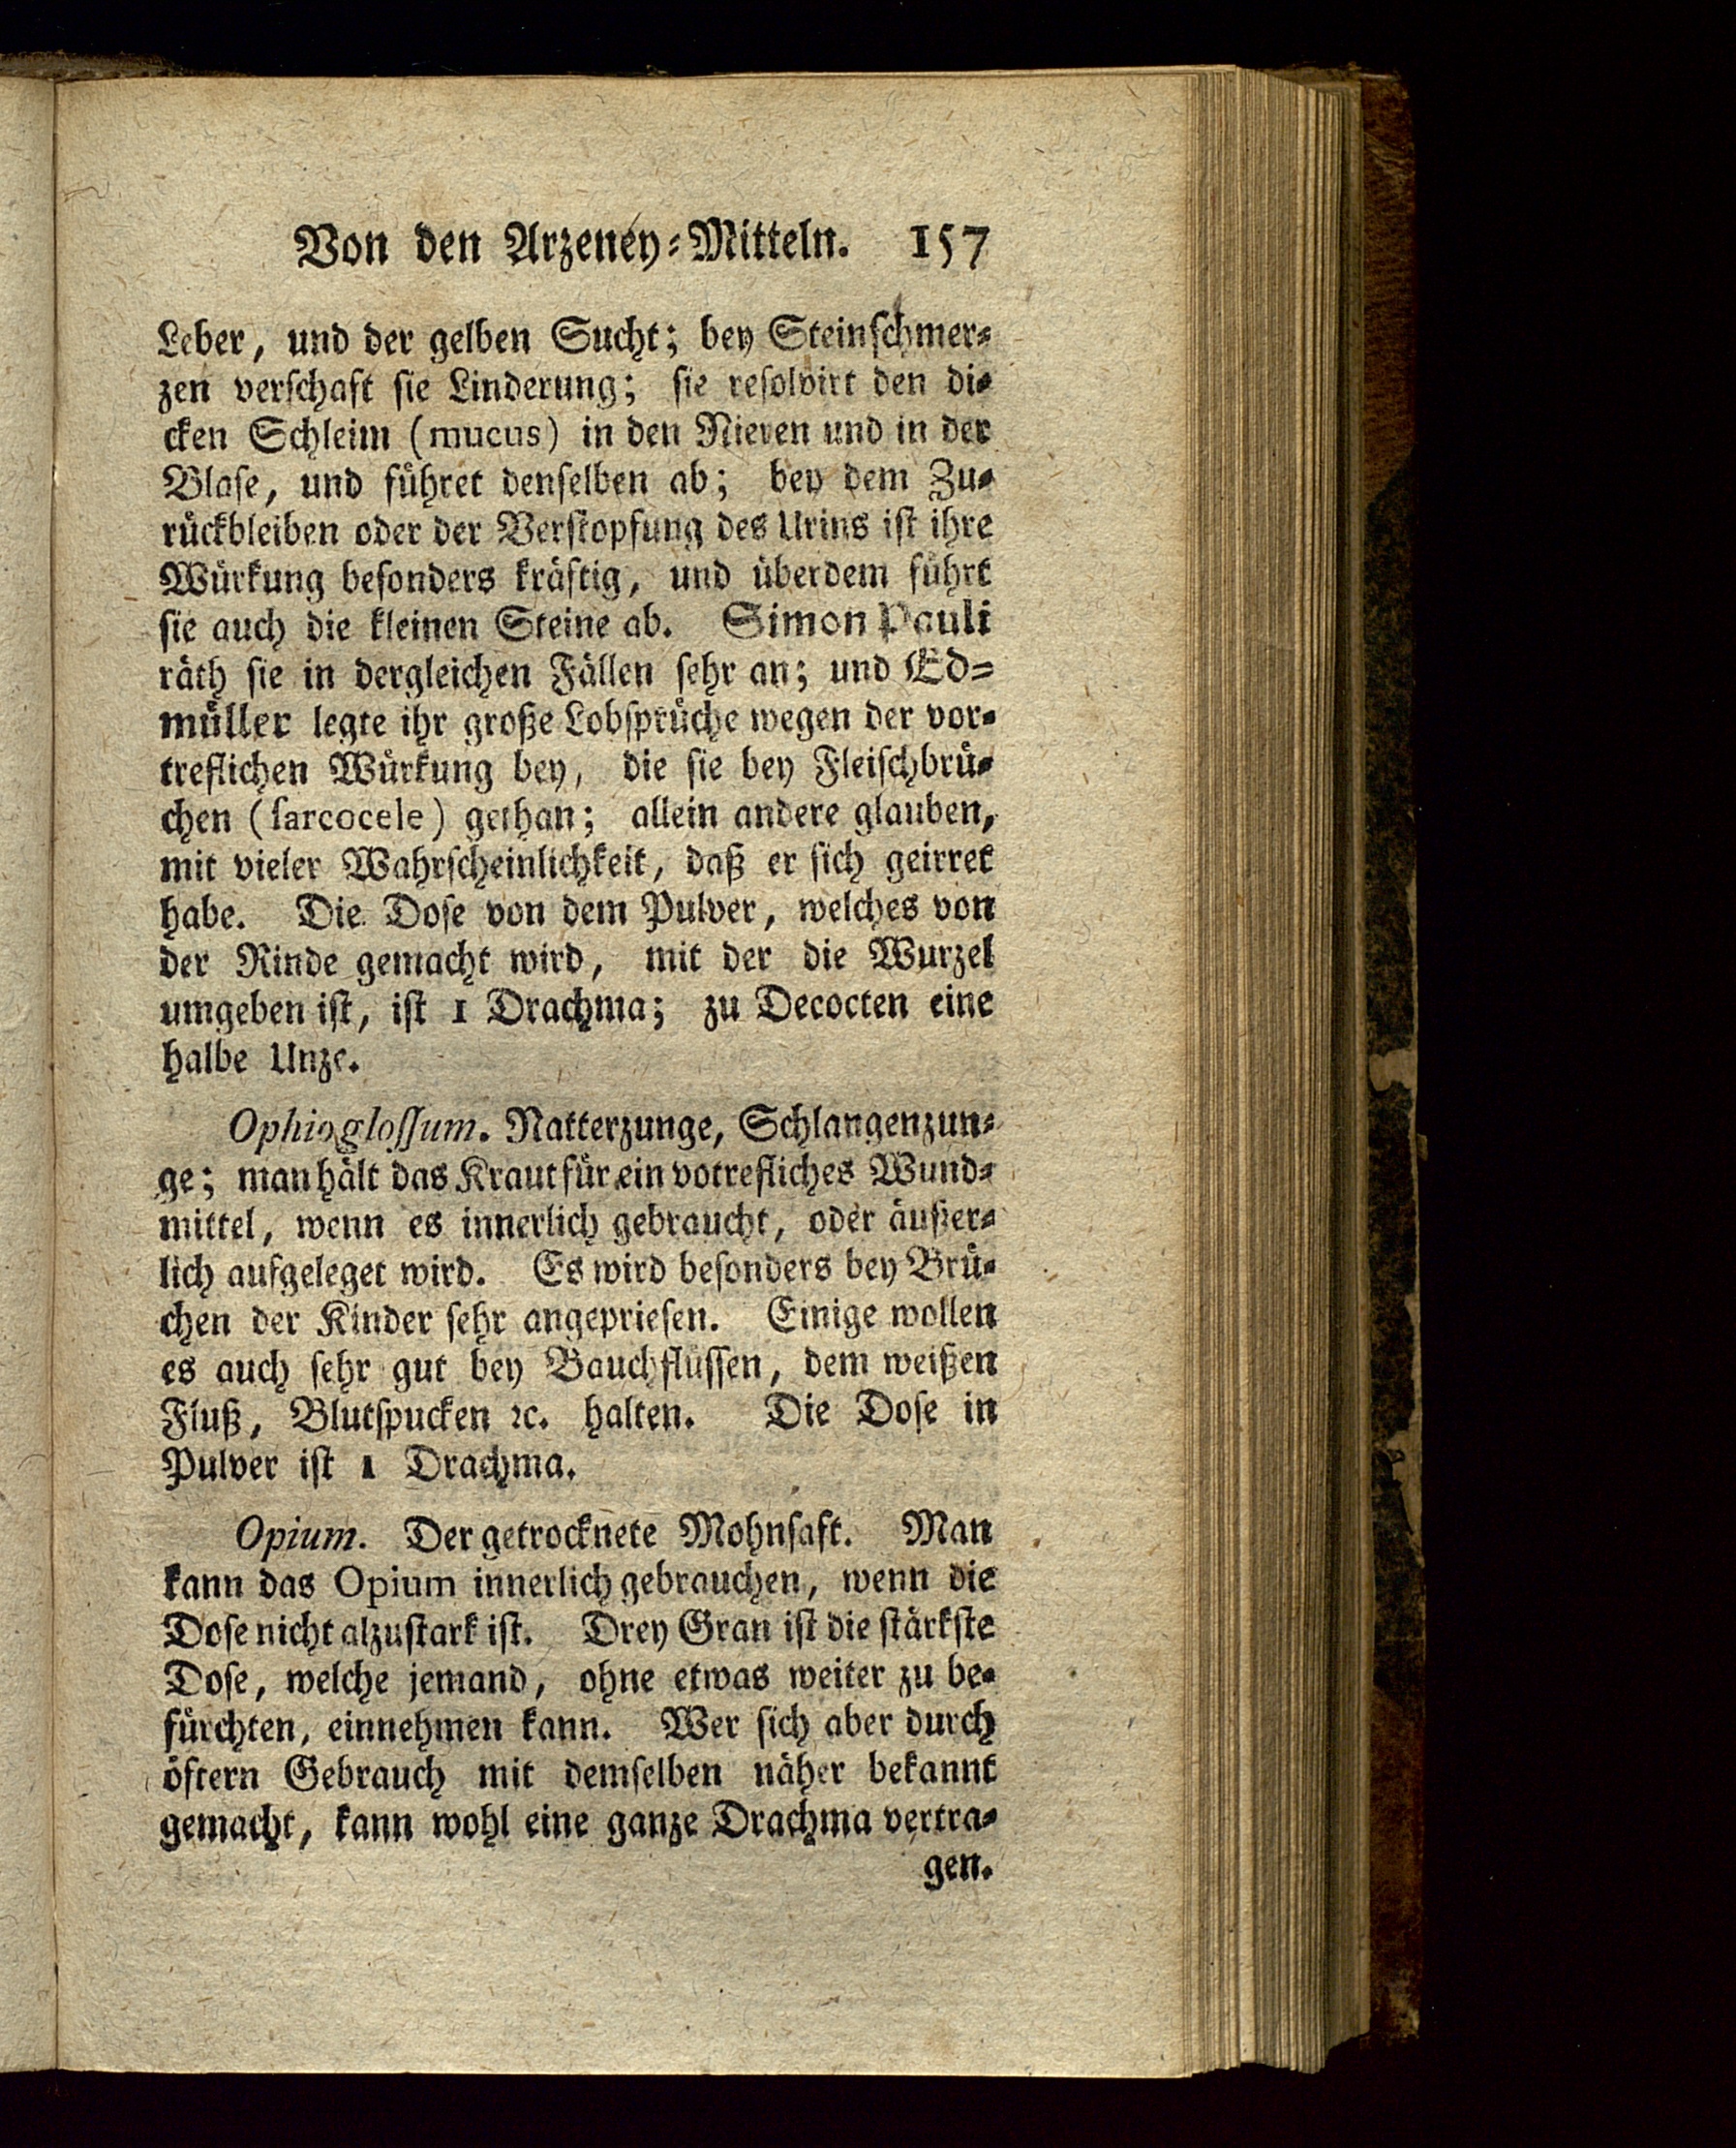 Von den Arzeney-Mitteln. 157
Leber, und der gelben Sucht; bey Steinschmer-
zen verschaft sie Linderung; sie resolvirt den di-
cken Schleim (mucus) in den Nieren und in der
Blase, und führet denselben ab; bey dem Zu-
rückbleiben oder der Verstopfung des Urins ist ihre
Würkung besonders kräftig, und überdem führt
sie auch die kleinen Steine ab. Simon Pauli
räth sie in dergleichen Fällen sehr an; und Ed-
müller legte ihr große Lobsprüche wegen der vor-
treflichen Würkung bey, die sie bey Fleischbrü-
chen (sarcocele) gethan; allein andere glauben,
mit vieler Wahrscheinlichkeit, daß er sich geirret
habe. Die Dose von dem Pulver, welches von
der Rinde gemacht wird, mit der die Wurzel
umgeben ist, ist 1 Drachma; zu Decocten eine
halbe Unze.
Ophioglossum. Natterzunge, Schlangenzun-
ge; man hält das Kraut für ein votrefliches Wund-
mittel, wenn es innerlich gebraucht, oder äußer-
lich aufgeleget wird. Es wird besonders bey Brü-
chen der Kinder sehr angepriesen. Einige wollen
es auch sehr gut bey Bauchflüssen, dem weißen
Fluß, Blutspucken ꝛc. halten. Die Dose in
Pulver ist 1 Drachma.
Opium. Der getrocknete Mohnsaft. Man
kann das Opium innerlich gebrauchen, wenn die
Dose nicht alzustark ist. Drey Gran ist die stärkste
Dose, welche jemand, ohne etwas weiter zu be-
fürchten, einnehmen kann. Wer sich aber durch
öftern Gebrauch mit demselben näher bekannt
gemacht, kann wohl eine ganze Drachma vertra-
gen.